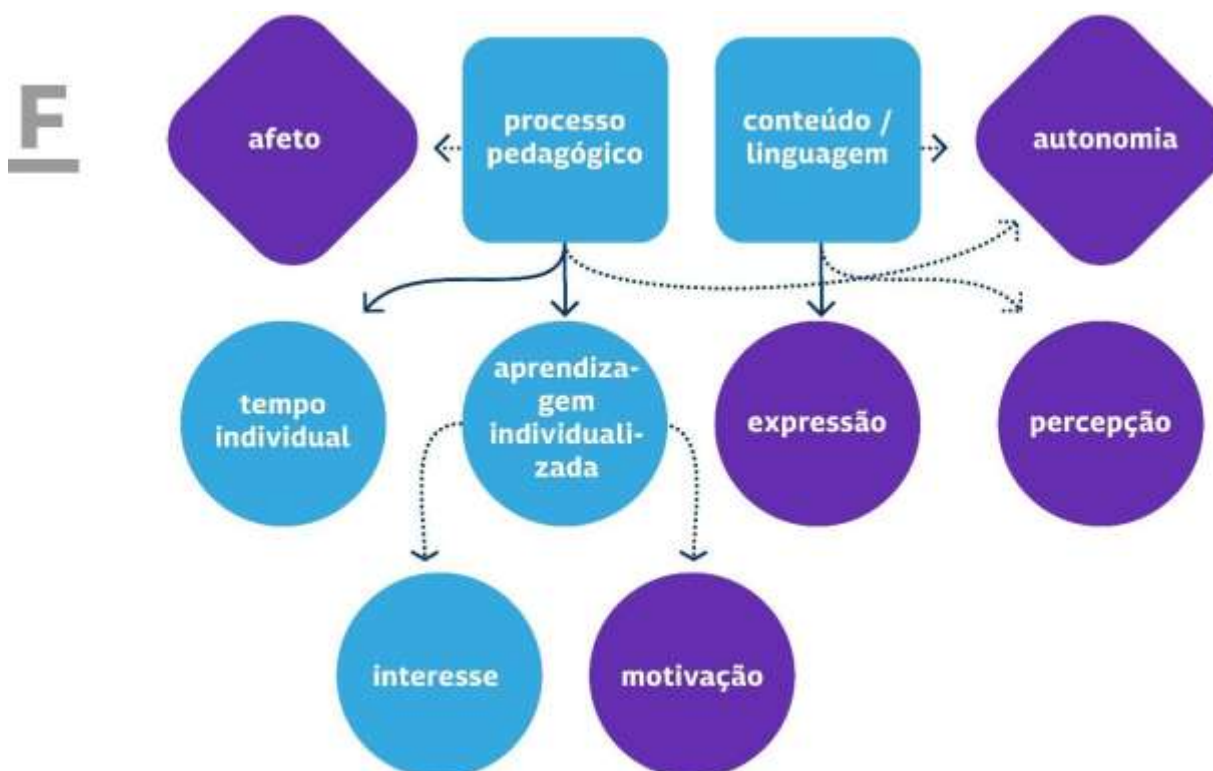 F
afeto
processo
pedagógico
conteúdo /
linguagem
autonomia
tempo
individual
aprendiza-
gem
individuali-
zada
expressão
percepção
interesse
motivação